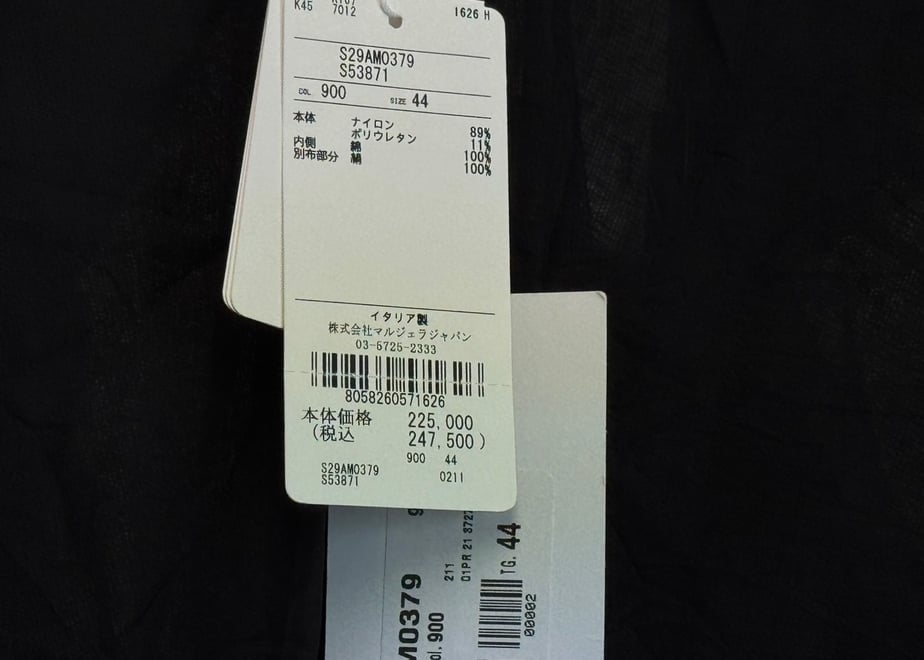 K45
7012
1626 H
S29AM0379
S53871
COL 900 SIZE 44
本体 ナイロン 89%
ポリウレタン 11%
内側 綿 100%
別布部分 絹 100%
イタリア製
株式会社マルジェラジャパン
03-5725-2333
8058260571626
本体価格 225,000
(税込 247,500)
900 44
S29AM0379
S53871
0211
M0379
ol. 900
211
01PR 21 8727
TG. 44
00002